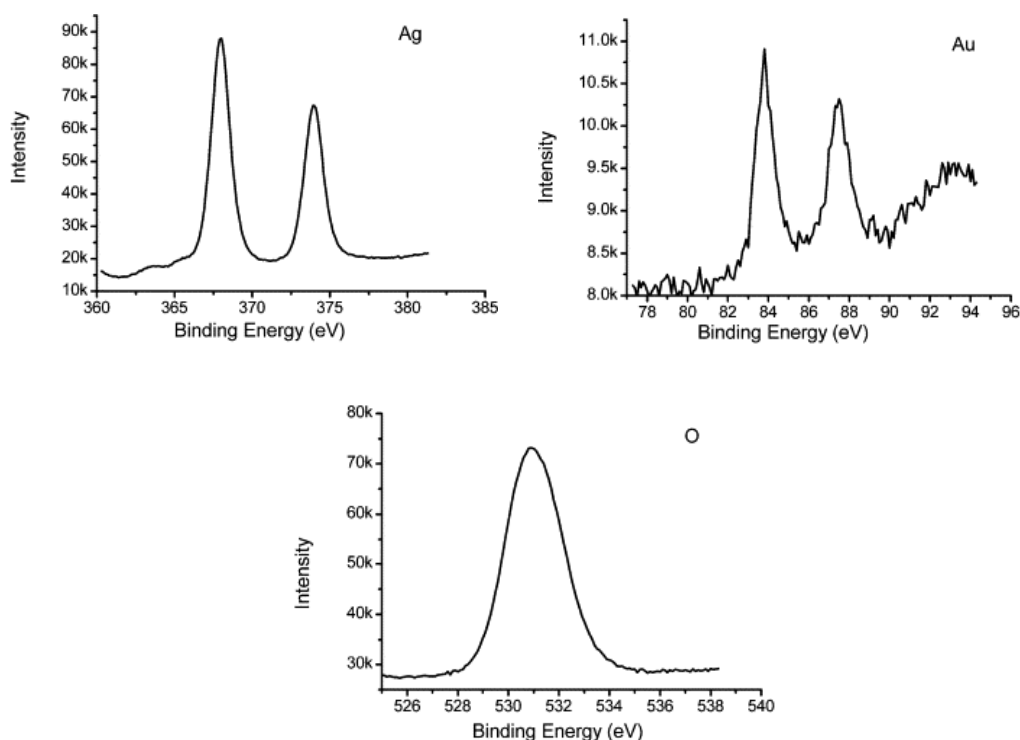 Ag
90k
80k
70k
60k
50k
40k
30k
20k
10k
360 365 370 375 380 385
Intensity
Binding Energy (eV)
Au
11.0k
10.5k
10.0k
9.5k
9.0k
8.5k
8.0k
78 80 82 84 86 88 90 92 94 96
Intensity
Binding Energy (eV)
O
80k
70k
60k
50k
40k
30k
526 528 530 532 534 536 538 540
Intensity
Binding Energy (eV)